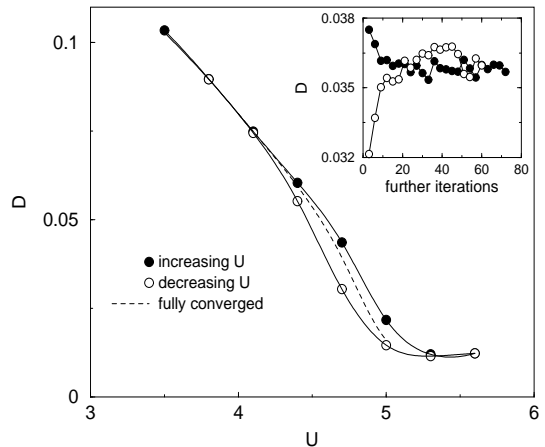 0.1
0.05
0
D
3
4
5
6
U
increasing U
decreasing U
fully converged
0.038
0.035
0.032
D
0
20
40
60
80
further iterations